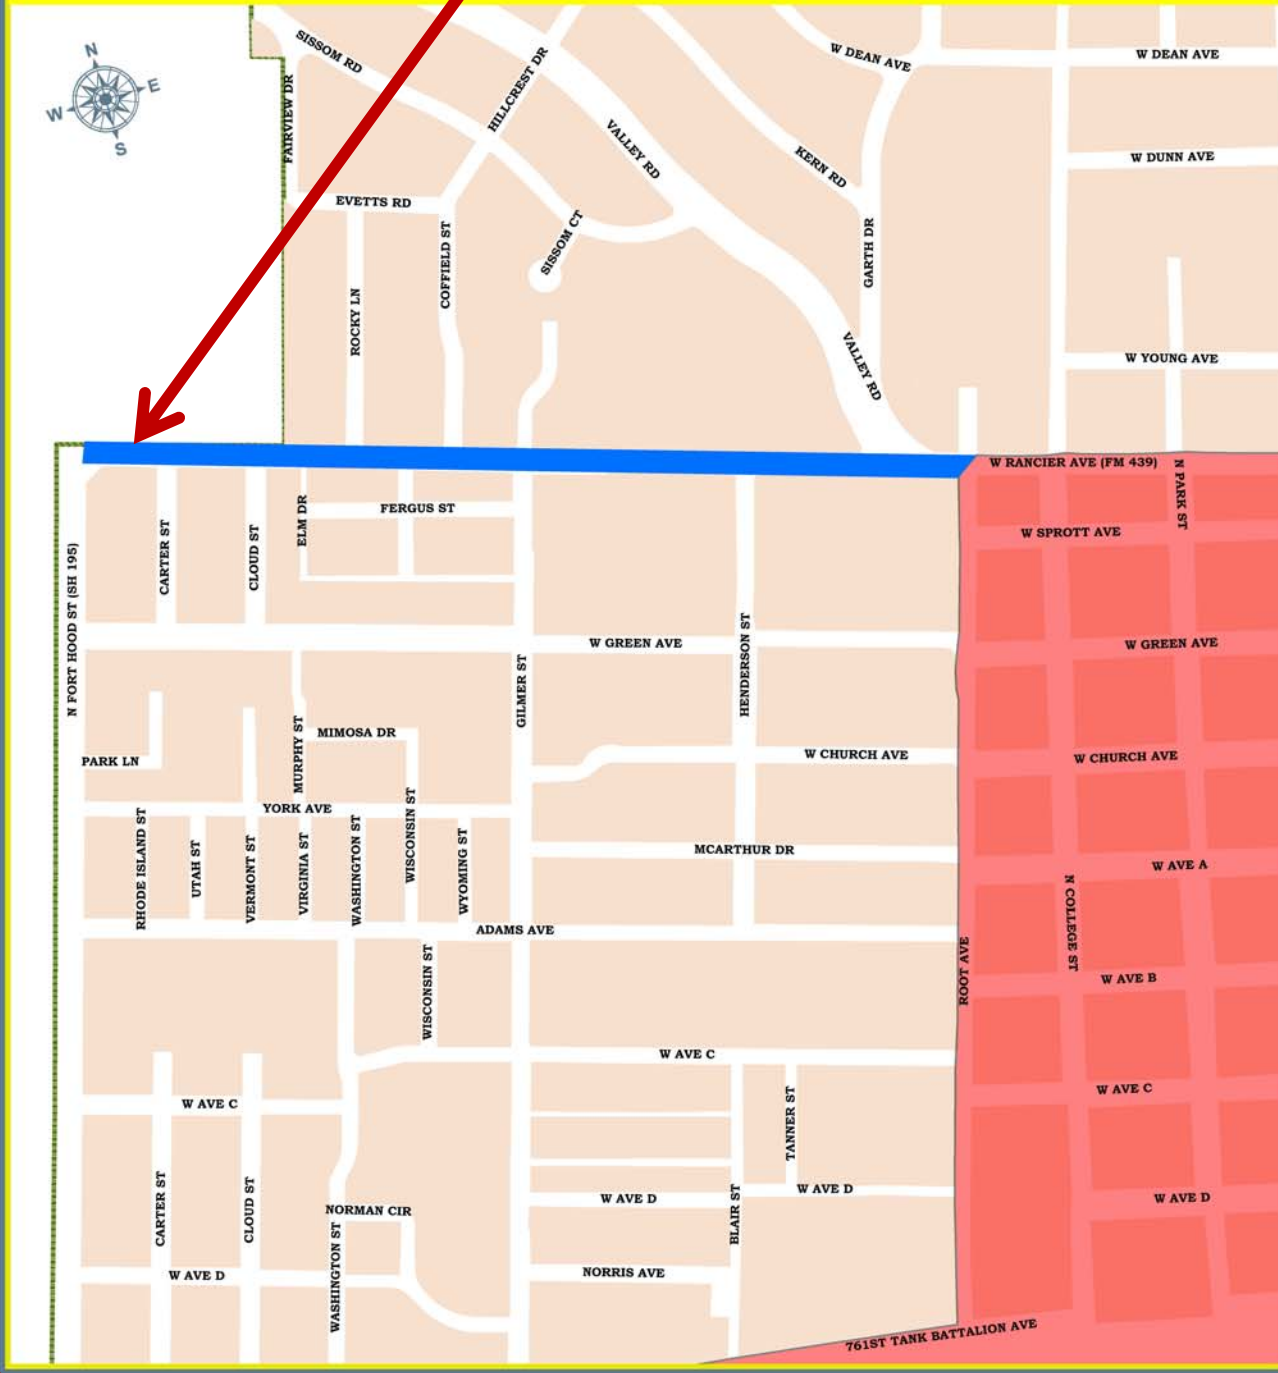 N
W
E
S
SISSOM RD
FAIRVIEW DR
HILLCREST DR
VALLEY RD
W DEAN AVE
W DEAN AVE
KERN RD
W DUNN AVE
EVETTS RD
COFFIELD ST
SISSOM CT
GARTH DR
ROCKY LN
VALLEY RD
W YOUNG AVE
W RANCIER AVE (FM 439)
N PARK ST
N FORT HOOD ST (SH 195)
CARTER ST
CLOUD ST
ELM DR
FERGUS ST
W SPROTT AVE
W GREEN AVE
W GREEN AVE
GILMER ST
HENDERSON ST
PARK LN
MURPHY ST
MIMOSA DR
W CHURCH AVE
W CHURCH AVE
YORK AVE
RHODE ISLAND ST
UTAH ST
VERMONT ST
VIRGINIA ST
WASHINGTON ST
WISCONSIN ST
WYOMING ST
MCARTHUR DR
W AVE A
ADAMS AVE
WISCONSIN ST
ROOT AVE
N COLLEGE ST
W AVE B
W AVE C
W AVE C
W AVE C
TANNER ST
CARTER ST
CLOUD ST
NORMAN CIR
WASHINGTON ST
W AVE D
BLAIR ST
W AVE D
W AVE D
W AVE D
NORRIS AVE
761ST TANK BATTALION AVE